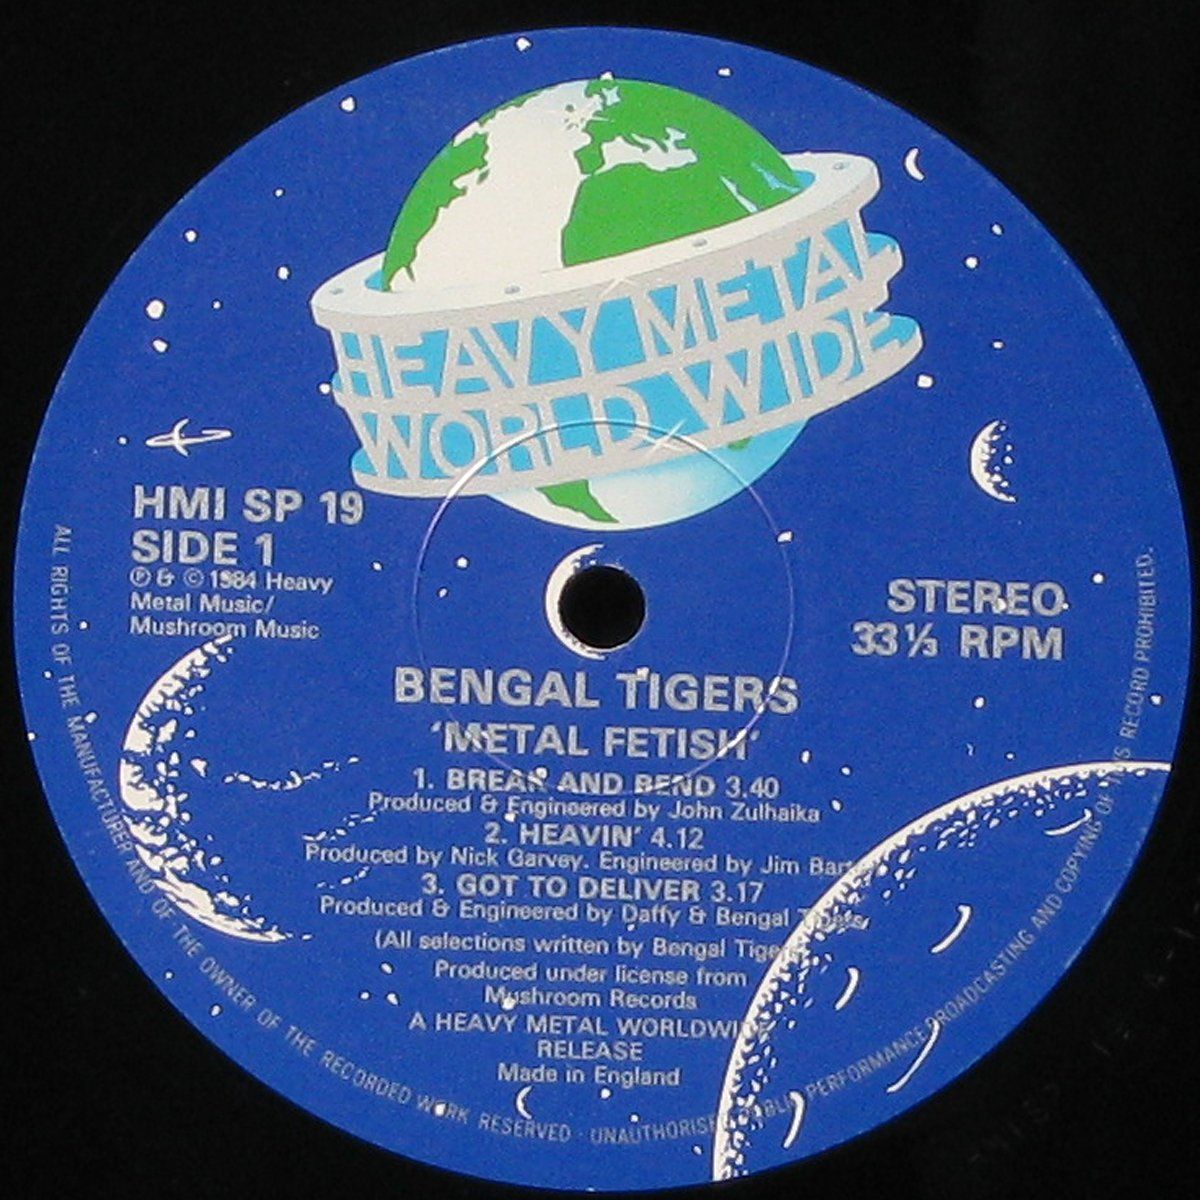 HEAVY METAL
WORLD WIDE
HMI SP 19
SIDE 1
℗ & © 1984 Heavy
Metal Music/
Mushroom Music
STEREO
33⅓ RPM
BENGAL TIGERS
'METAL FETISH'
1. BREAK AND BEND 3.40
Produced & Engineered by John Zulhaika
2. HEAVIN' 4.12
Produced by Nick Garvey. Engineered by Jim
3. GOT TO DELIVER 3.17
Produced & Engineered by Daffy & Bengal Tigers
(All selections written by Bengal Tigers
Produced under license from
Mushroom Records
A HEAVY METAL WORLDWIDE
RELEASE
Made in England
ALL RIGHTS OF THE MANUFACTURER AND OF THE OWNER OF THE RECORDED WORK RESERVED · UNAUTHORISED PUBLIC PERFORMANCE BROADCASTING AND COPYING OF THIS RECORD PROHIBITED.